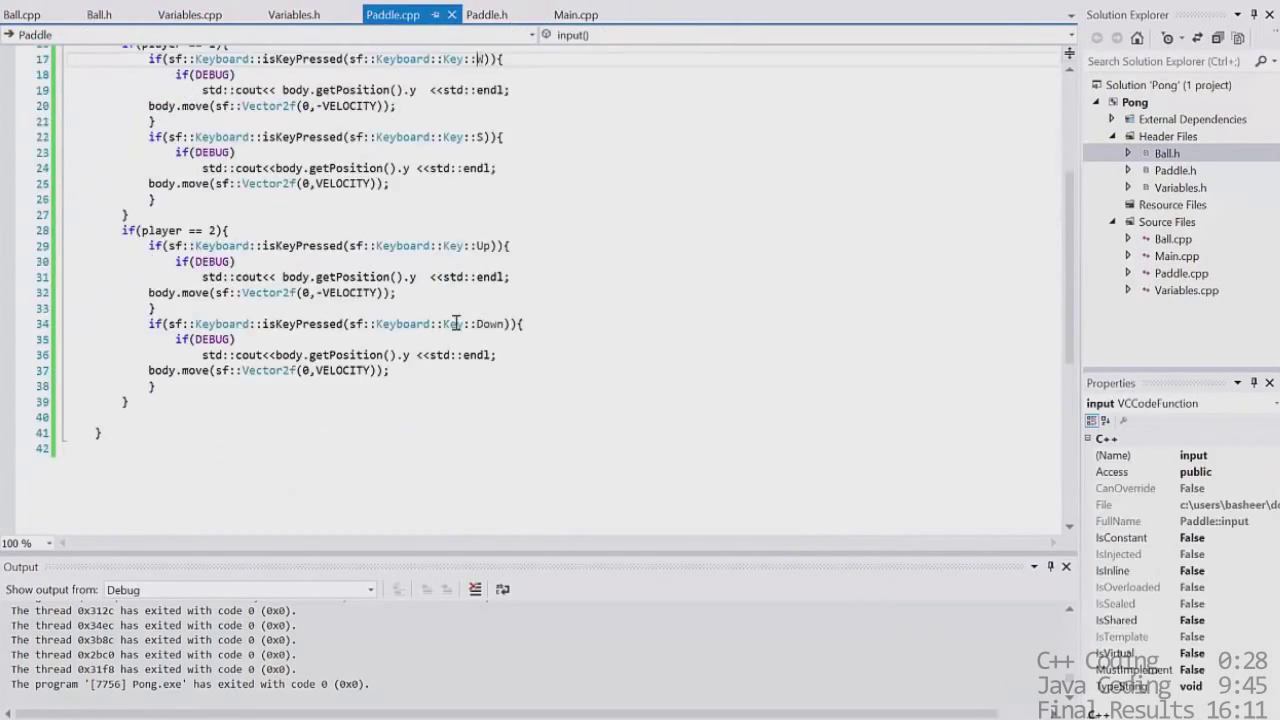 Ball.cpp Ball.h Variables.cpp Variables.h Paddle.cpp Paddle.h Main.cpp
Paddle input()
if(player == 1){
17 if(sf::Keyboard::isKeyPressed(sf::Keyboard::Key::W)){
18 if(DEBUG)
19 std::cout<< body.getPosition().y <<std::endl;
20 body.move(sf::Vector2f(0,-VELOCITY));
21 }
22 if(sf::Keyboard::isKeyPressed(sf::Keyboard::Key::S)){
23 if(DEBUG)
24 std::cout<<body.getPosition().y <<std::endl;
25 body.move(sf::Vector2f(0,VELOCITY));
26 }
27 }
28 if(player == 2){
29 if(sf::Keyboard::isKeyPressed(sf::Keyboard::Key::Up)){
30 if(DEBUG)
31 std::cout<< body.getPosition().y <<std::endl;
32 body.move(sf::Vector2f(0,-VELOCITY));
33 }
34 if(sf::Keyboard::isKeyPressed(sf::Keyboard::Key::Down)){
35 if(DEBUG)
36 std::cout<<body.getPosition().y <<std::endl;
37 body.move(sf::Vector2f(0,VELOCITY));
38 }
39 }
40
41 }
42
100 %
Output
Show output from: Debug
The thread 0x312c has exited with code 0 (0x0).
The thread 0x34ec has exited with code 0 (0x0).
The thread 0x3b8c has exited with code 0 (0x0).
The thread 0x2bc0 has exited with code 0 (0x0).
The thread 0x31f8 has exited with code 0 (0x0).
The program '[7756] Pong.exe' has exited with code 0 (0x0).
Solution Explorer
Search Solution Explorer
Solution 'Pong' (1 project)
Pong
External Dependencies
Header Files
Ball.h
Paddle.h
Variables.h
Resource Files
Source Files
Ball.cpp
Main.cpp
Paddle.cpp
Variables.cpp
Properties
input VCCodeFunction
C++
(Name) input
Access public
CanOverride False
File c:\users\basheer\do
FullName Paddle::input
IsConstant False
IsInjected False
IsInline False
IsOverloaded False
IsSealed False
IsShared False
IsTemplate False
IsVirtual False
MustImplement False
TypeString void
C++
C++ Coding 0:28
Java Coding 9:45
Final Results 16:11